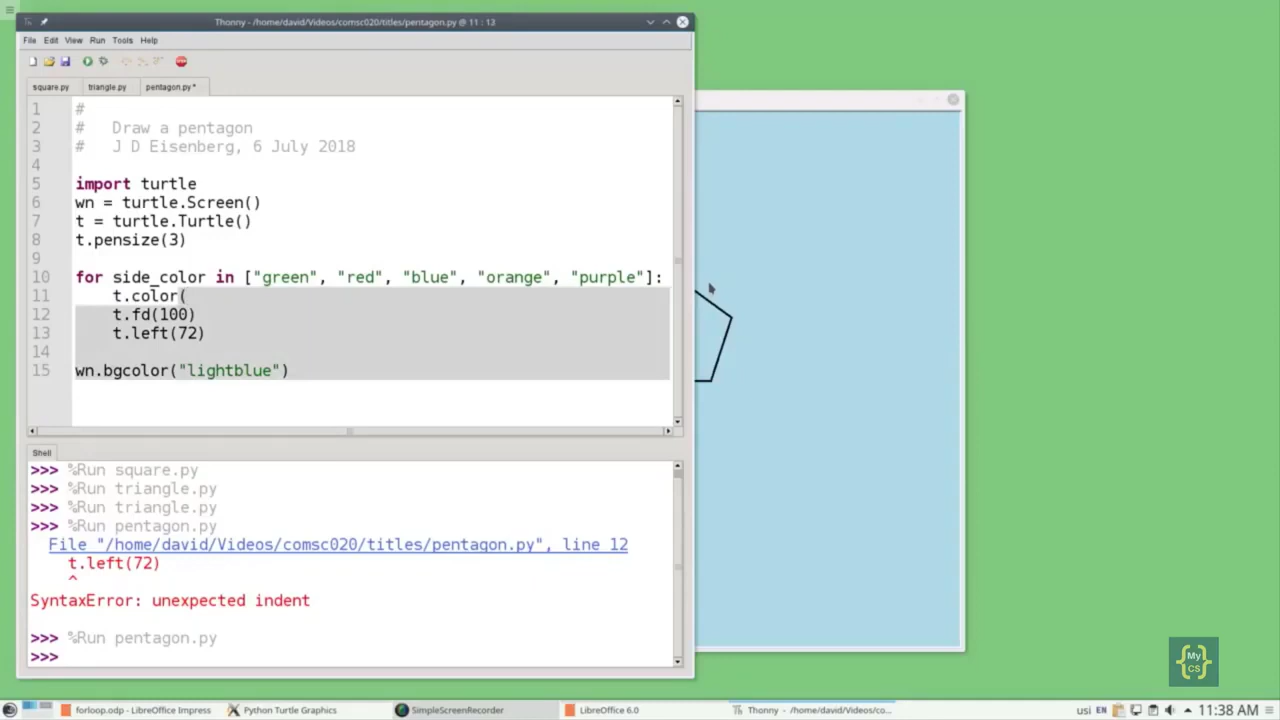 Thonny - /home/david/Videos/comsc020/titles/pentagon.py @ 11 : 13
File Edit View Run Tools Help
square.py triangle.py pentagon.py *
1 #
2 # Draw a pentagon
3 # J D Eisenberg, 6 July 2018
4
5 import turtle
6 wn = turtle.Screen()
7 t = turtle.Turtle()
8 t.pensize(3)
9
10 for side_color in ["green", "red", "blue", "orange", "purple"]:
11 t.color(
12 t.fd(100)
13 t.left(72)
14
15 wn.bgcolor("lightblue")
Shell
>>> %Run square.py
>>> %Run triangle.py
>>> %Run triangle.py
>>> %Run pentagon.py
File "/home/david/Videos/comsc020/titles/pentagon.py", line 12
t.left(72)
^
SyntaxError: unexpected indent
>>> %Run pentagon.py
>>>
{My CS}
forloop.odp - LibreOffice Impress Python Turtle Graphics SimpleScreenRecorder LibreOffice 6.0 Thonny - /home/david/Videos/co... usi EN 11:38 AM